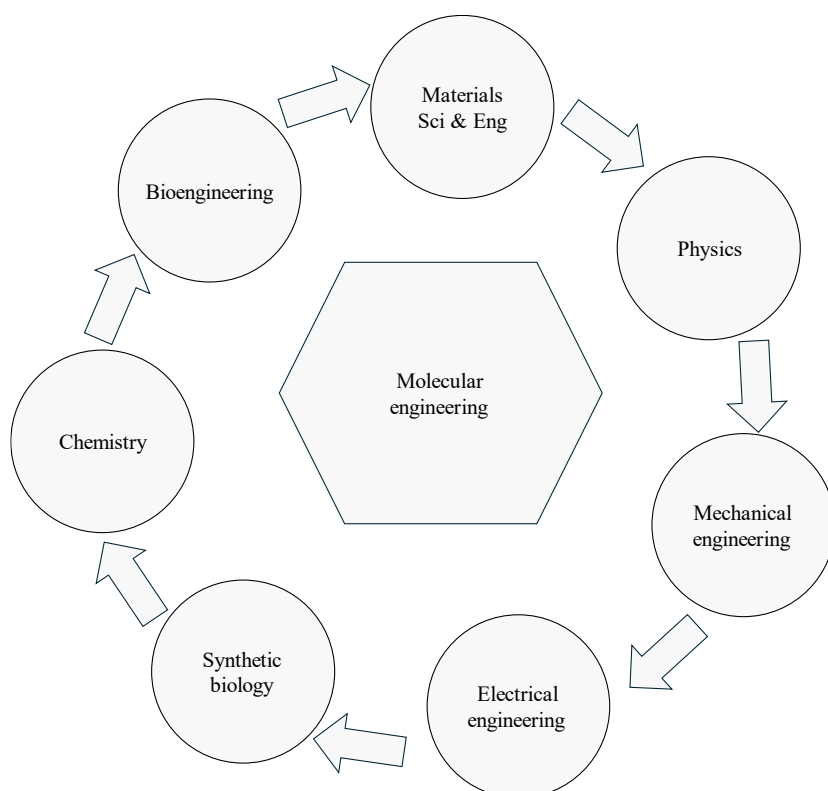 Materials
Sci & Eng
Bioengineering
Physics
Molecular
engineering
Chemistry
Mechanical
engineering
Synthetic
biology
Electrical
engineering